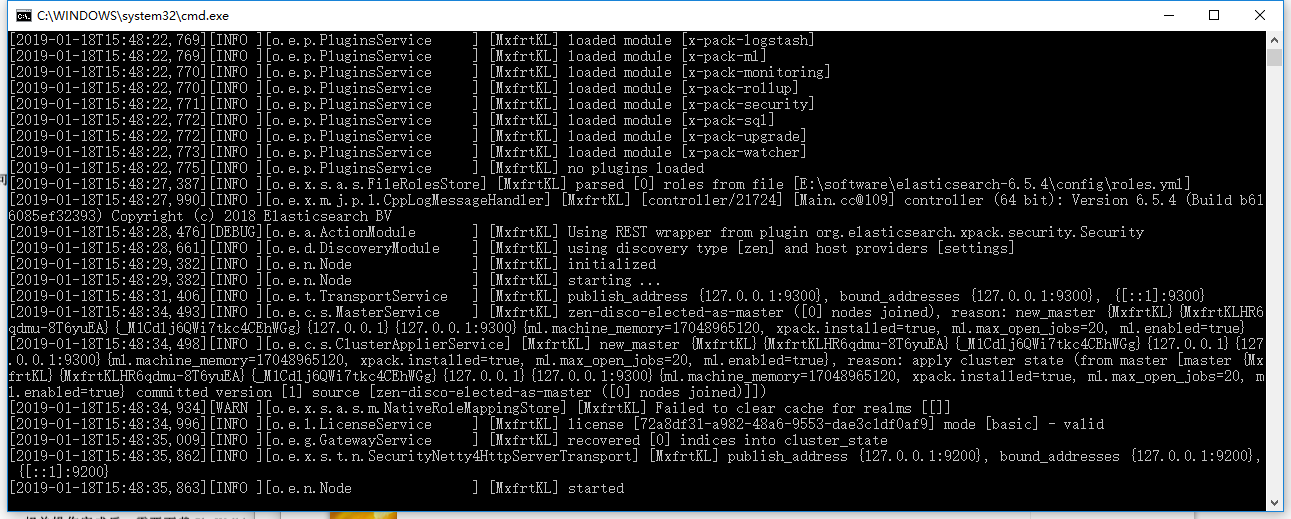 C:\WINDOWS\system32\cmd.exe
[2019-01-18T15:48:22,769][INFO ][o.e.p.PluginsService     ] [MxfrtKL] loaded module [x-pack-logstash]
[2019-01-18T15:48:22,769][INFO ][o.e.p.PluginsService     ] [MxfrtKL] loaded module [x-pack-ml]
[2019-01-18T15:48:22,770][INFO ][o.e.p.PluginsService     ] [MxfrtKL] loaded module [x-pack-monitoring]
[2019-01-18T15:48:22,770][INFO ][o.e.p.PluginsService     ] [MxfrtKL] loaded module [x-pack-rollup]
[2019-01-18T15:48:22,771][INFO ][o.e.p.PluginsService     ] [MxfrtKL] loaded module [x-pack-security]
[2019-01-18T15:48:22,772][INFO ][o.e.p.PluginsService     ] [MxfrtKL] loaded module [x-pack-sql]
[2019-01-18T15:48:22,772][INFO ][o.e.p.PluginsService     ] [MxfrtKL] loaded module [x-pack-upgrade]
[2019-01-18T15:48:22,773][INFO ][o.e.p.PluginsService     ] [MxfrtKL] loaded module [x-pack-watcher]
[2019-01-18T15:48:22,775][INFO ][o.e.p.PluginsService     ] [MxfrtKL] no plugins loaded
[2019-01-18T15:48:27,387][INFO ][o.e.x.s.a.s.FileRolesStore] [MxfrtKL] parsed [0] roles from file [E:\software\elasticsearch-6.5.4\config\roles.yml]
[2019-01-18T15:48:27,990][INFO ][o.e.x.m.j.p.l.CppLogMessageHandler] [MxfrtKL] [controller/21724] [Main.cc@109] controller (64 bit): Version 6.5.4 (Build b61
6085ef32393) Copyright (c) 2018 Elasticsearch BV
[2019-01-18T15:48:28,476][DEBUG][o.e.a.ActionModule       ] [MxfrtKL] Using REST wrapper from plugin org.elasticsearch.xpack.security.Security
[2019-01-18T15:48:28,661][INFO ][o.e.d.DiscoveryModule    ] [MxfrtKL] using discovery type [zen] and host providers [settings]
[2019-01-18T15:48:29,382][INFO ][o.e.n.Node               ] [MxfrtKL] initialized
[2019-01-18T15:48:29,382][INFO ][o.e.n.Node               ] [MxfrtKL] starting ...
[2019-01-18T15:48:31,406][INFO ][o.e.t.TransportService   ] [MxfrtKL] publish_address {127.0.0.1:9300}, bound_addresses {127.0.0.1:9300}, {[::1]:9300}
[2019-01-18T15:48:34,493][INFO ][o.e.c.s.MasterService    ] [MxfrtKL] zen-disco-elected-as-master ([0] nodes joined), reason: new_master {MxfrtKL}{MxfrtKLHR6
qdmu-8T6yuEA}{_M1Cd1j6QWi7tkc4CEhWGg}{127.0.0.1}{127.0.0.1:9300}{ml.machine_memory=17048965120, xpack.installed=true, ml.max_open_jobs=20, ml.enabled=true}
[2019-01-18T15:48:34,498][INFO ][o.e.c.s.ClusterApplierService] [MxfrtKL] new_master {MxfrtKL}{MxfrtKLHR6qdmu-8T6yuEA}{_M1Cd1j6QWi7tkc4CEhWGg}{127.0.0.1}{127
.0.0.1:9300}{ml.machine_memory=17048965120, xpack.installed=true, ml.max_open_jobs=20, ml.enabled=true}, reason: apply cluster state (from master [master {Mx
frtKL}{MxfrtKLHR6qdmu-8T6yuEA}{_M1Cd1j6QWi7tkc4CEhWGg}{127.0.0.1}{127.0.0.1:9300}{ml.machine_memory=17048965120, xpack.installed=true, ml.max_open_jobs=20, m
l.enabled=true} committed version [1] source [zen-disco-elected-as-master ([0] nodes joined)]])
[2019-01-18T15:48:34,934][WARN ][o.e.x.s.a.s.m.NativeRoleMappingStore] [MxfrtKL] Failed to clear cache for realms [[]]
[2019-01-18T15:48:34,996][INFO ][o.e.l.LicenseService     ] [MxfrtKL] license [72a8df31-a982-48a6-9553-dae3c1df0af9] mode [basic] - valid
[2019-01-18T15:48:35,009][INFO ][o.e.g.GatewayService     ] [MxfrtKL] recovered [0] indices into cluster_state
[2019-01-18T15:48:35,862][INFO ][o.e.x.s.t.n.SecurityNetty4HttpServerTransport] [MxfrtKL] publish_address {127.0.0.1:9200}, bound_addresses {127.0.0.1:9200},
 {[::1]:9200}
[2019-01-18T15:48:35,863][INFO ][o.e.n.Node               ] [MxfrtKL] started